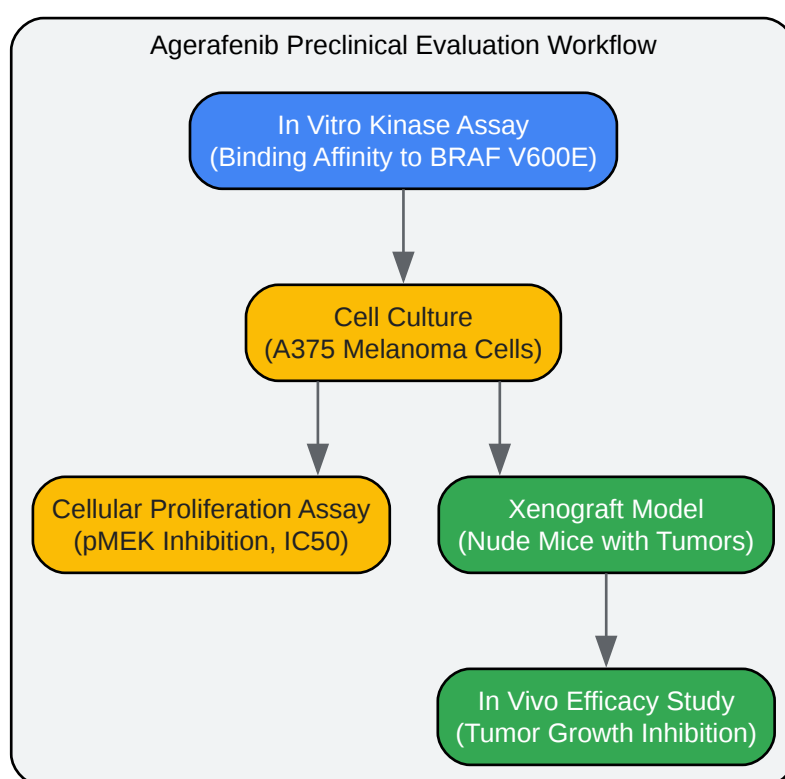 Agerafenib Preclinical Evaluation Workflow
In Vitro Kinase Assay
(Binding Affinity to BRAF V600E)
Cell Culture
(A375 Melanoma Cells)
Cellular Proliferation Assay
(pMEK Inhibition, IC50)
Xenograft Model
(Nude Mice with Tumors)
In Vivo Efficacy Study
(Tumor Growth Inhibition)